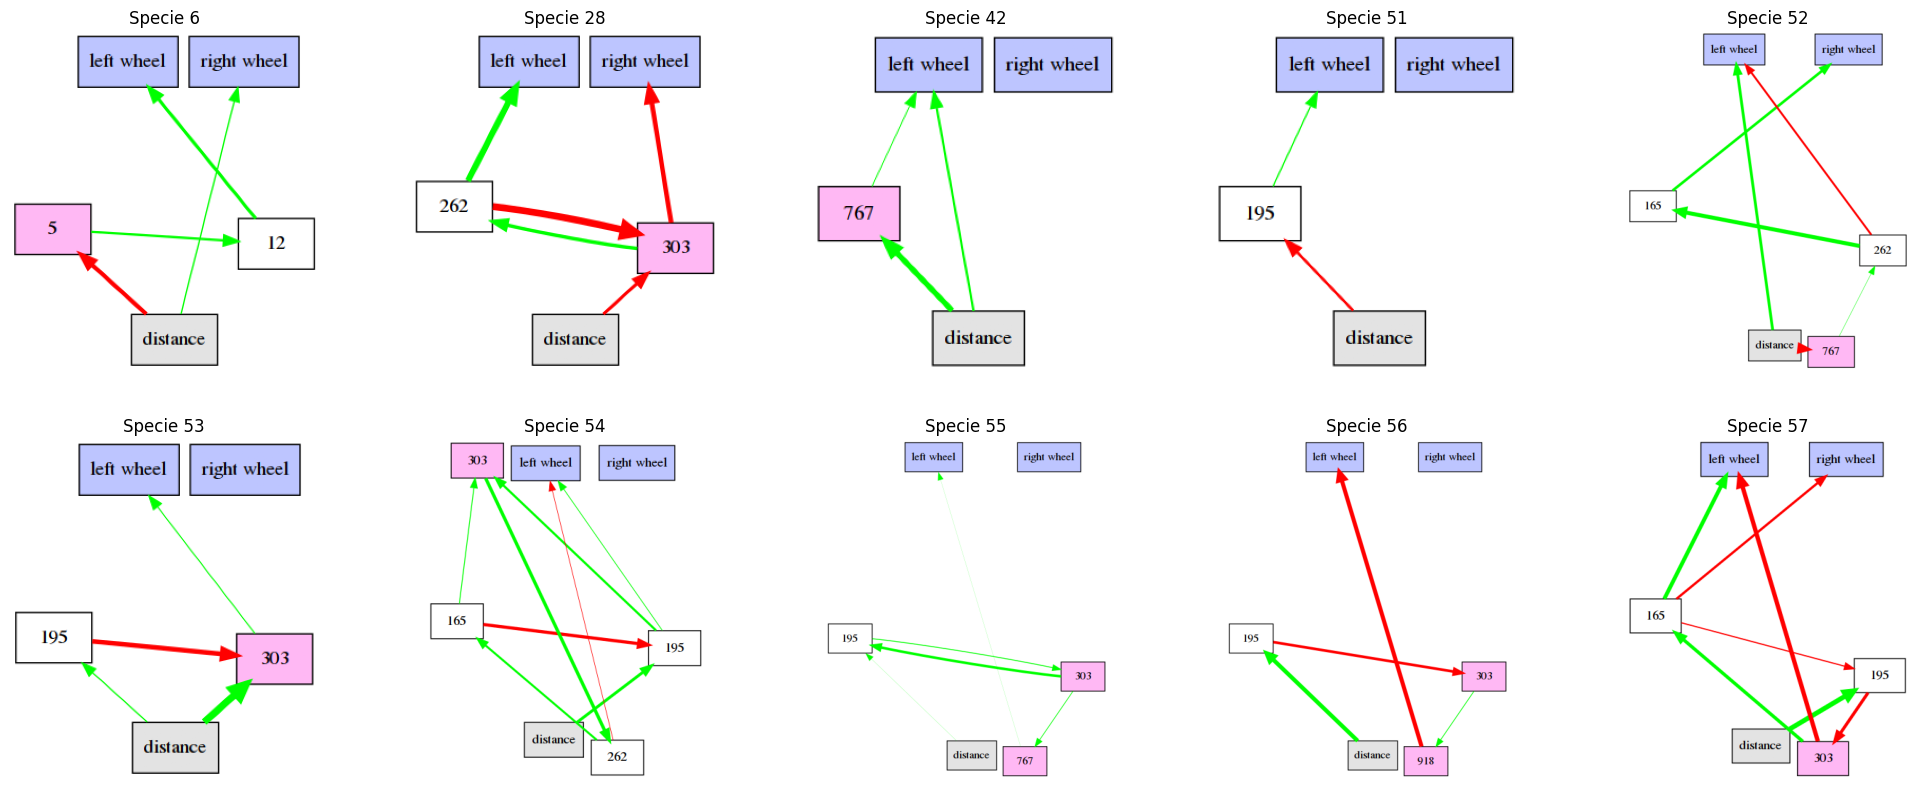 Specie 6
left wheel
right wheel
5
12
distance
Specie 28
left wheel
right wheel
262
303
distance
Specie 42
left wheel
right wheel
767
distance
Specie 51
left wheel
right wheel
195
distance
Specie 52
left wheel
right wheel
165
262
distance
767
Specie 53
left wheel
right wheel
195
303
distance
Specie 54
303
left wheel
right wheel
165
195
distance
262
Specie 55
left wheel
right wheel
195
303
distance
767
Specie 56
left wheel
right wheel
195
303
distance
918
Specie 57
left wheel
right wheel
165
195
distance
303